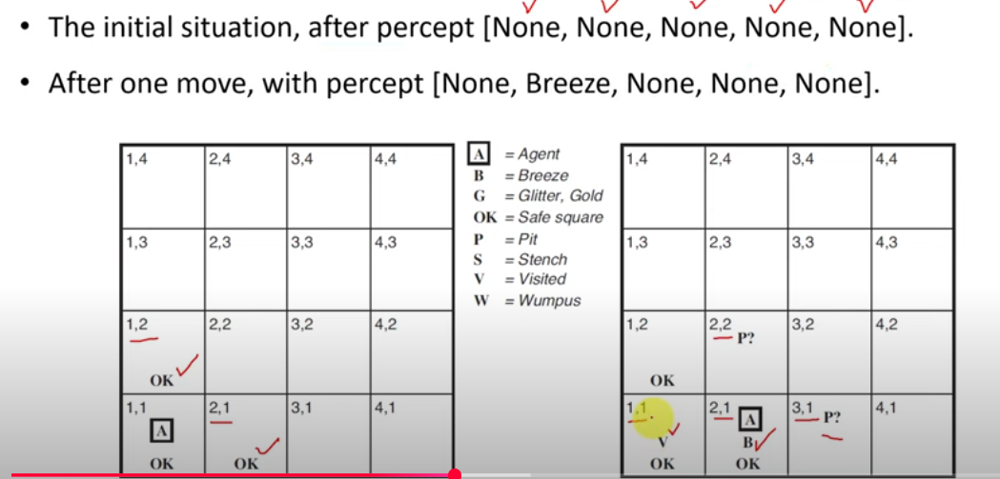 • The initial situation, after percept [None, None, None, None, None].
• After one move, with percept [None, Breeze, None, None, None].
1,4 2,4 3,4 4,4
1,3 2,3 3,3 4,3
1,2 2,2 3,2 4,2
OK
1,1 2,1 3,1 4,1
A
OK OK
A = Agent
B = Breeze
G = Glitter, Gold
OK = Safe square
P = Pit
S = Stench
V = Visited
W = Wumpus
1,4 2,4 3,4 4,4
1,3 2,3 3,3 4,3
1,2 2,2 3,2 4,2
P?
OK
1,1 2,1 3,1 4,1
A P?
V B
OK OK